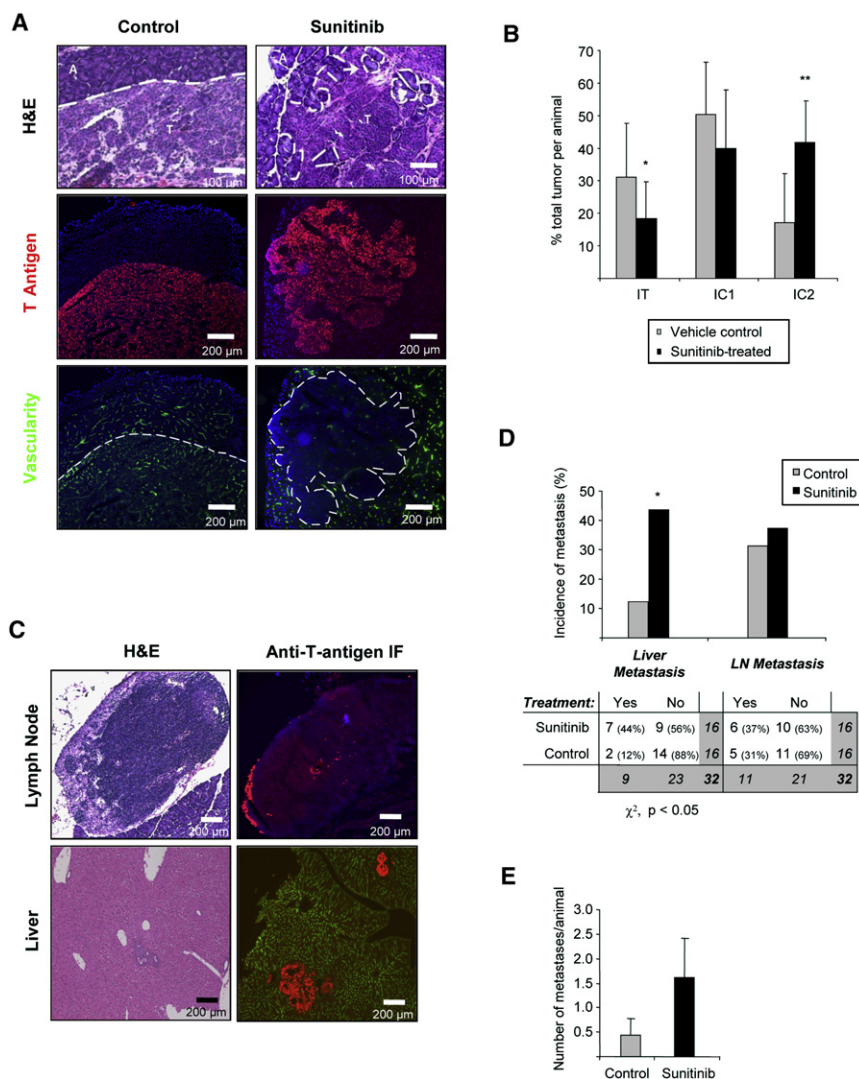 A
Control
Sunitinib
H&E
A
T
100 µm
A
T
100 µm
T Antigen
200 µm
200 µm
Vascularity
200 µm
200 µm
B
% total tumor per animal
70
60
50
40
30
20
10
*
**
IT
IC1
IC2
Vehicle control
Sunitinib-treated
C
H&E
Anti-T-antigen IF
Lymph Node
200 µm
200 µm
Liver
200 µm
200 µm
D
Control
Sunitinib
Incidence of metastasis (%)
50
40
30
20
10
*
Liver Metastasis
LN Metastasis
Treatment: Yes No Yes No
Sunitinib 7 (44%) 9 (56%) 16 6 (37%) 10 (63%) 16
Control 2 (12%) 14 (88%) 16 5 (31%) 11 (69%) 16
9 23 32 11 21 32
χ², p < 0.05
E
Number of metastases/animal
3.0
2.5
2.0
1.5
1.0
0.5
Control
Sunitinib